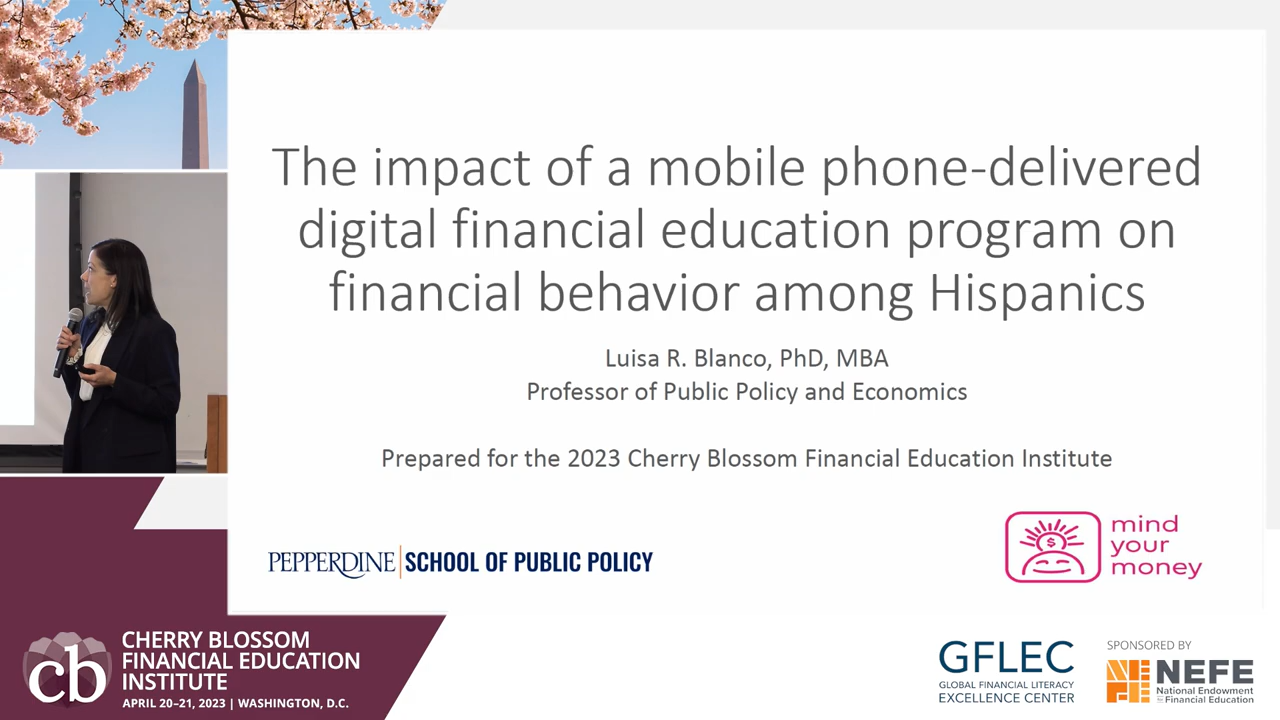 The impact of a mobile phone-delivered
digital financial education program on
financial behavior among Hispanics
Luisa R. Blanco, PhD, MBA
Professor of Public Policy and Economics
Prepared for the 2023 Cherry Blossom Financial Education Institute
PEPPERDINE | SCHOOL OF PUBLIC POLICY
$
mind
your
money
cb
CHERRY BLOSSOM
FINANCIAL EDUCATION
INSTITUTE
APRIL 20–21, 2023 | WASHINGTON, D.C.
GFLEC
GLOBAL FINANCIAL LITERACY
EXCELLENCE CENTER
SPONSORED BY
NEFE
National Endowment
for Financial Education